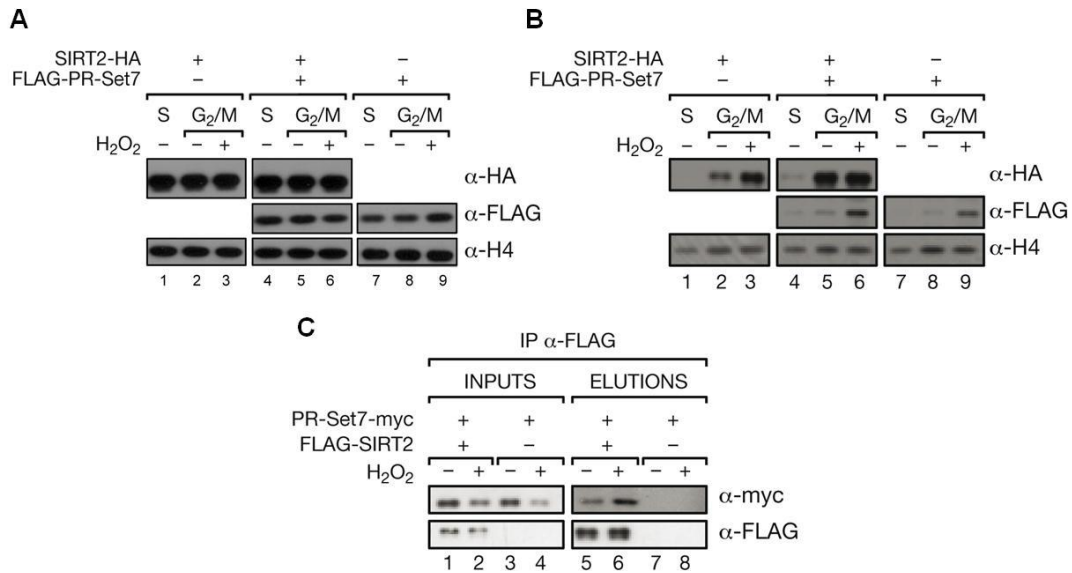 A
SIRT2-HA + + −
FLAG-PR-Set7 − + +
S G2/M S G2/M S G2/M
H2O2 − − + − − + − − +
α-HA
α-FLAG
α-H4
1 2 3 4 5 6 7 8 9
B
SIRT2-HA + + −
FLAG-PR-Set7 − + +
S G2/M S G2/M S G2/M
H2O2 − − + − − + − − +
α-HA
α-FLAG
α-H4
1 2 3 4 5 6 7 8 9
C
IP α-FLAG
INPUTS ELUTIONS
PR-Set7-myc + + + +
FLAG-SIRT2 + − + −
H2O2 − + − + − + − +
α-myc
α-FLAG
1 2 3 4 5 6 7 8